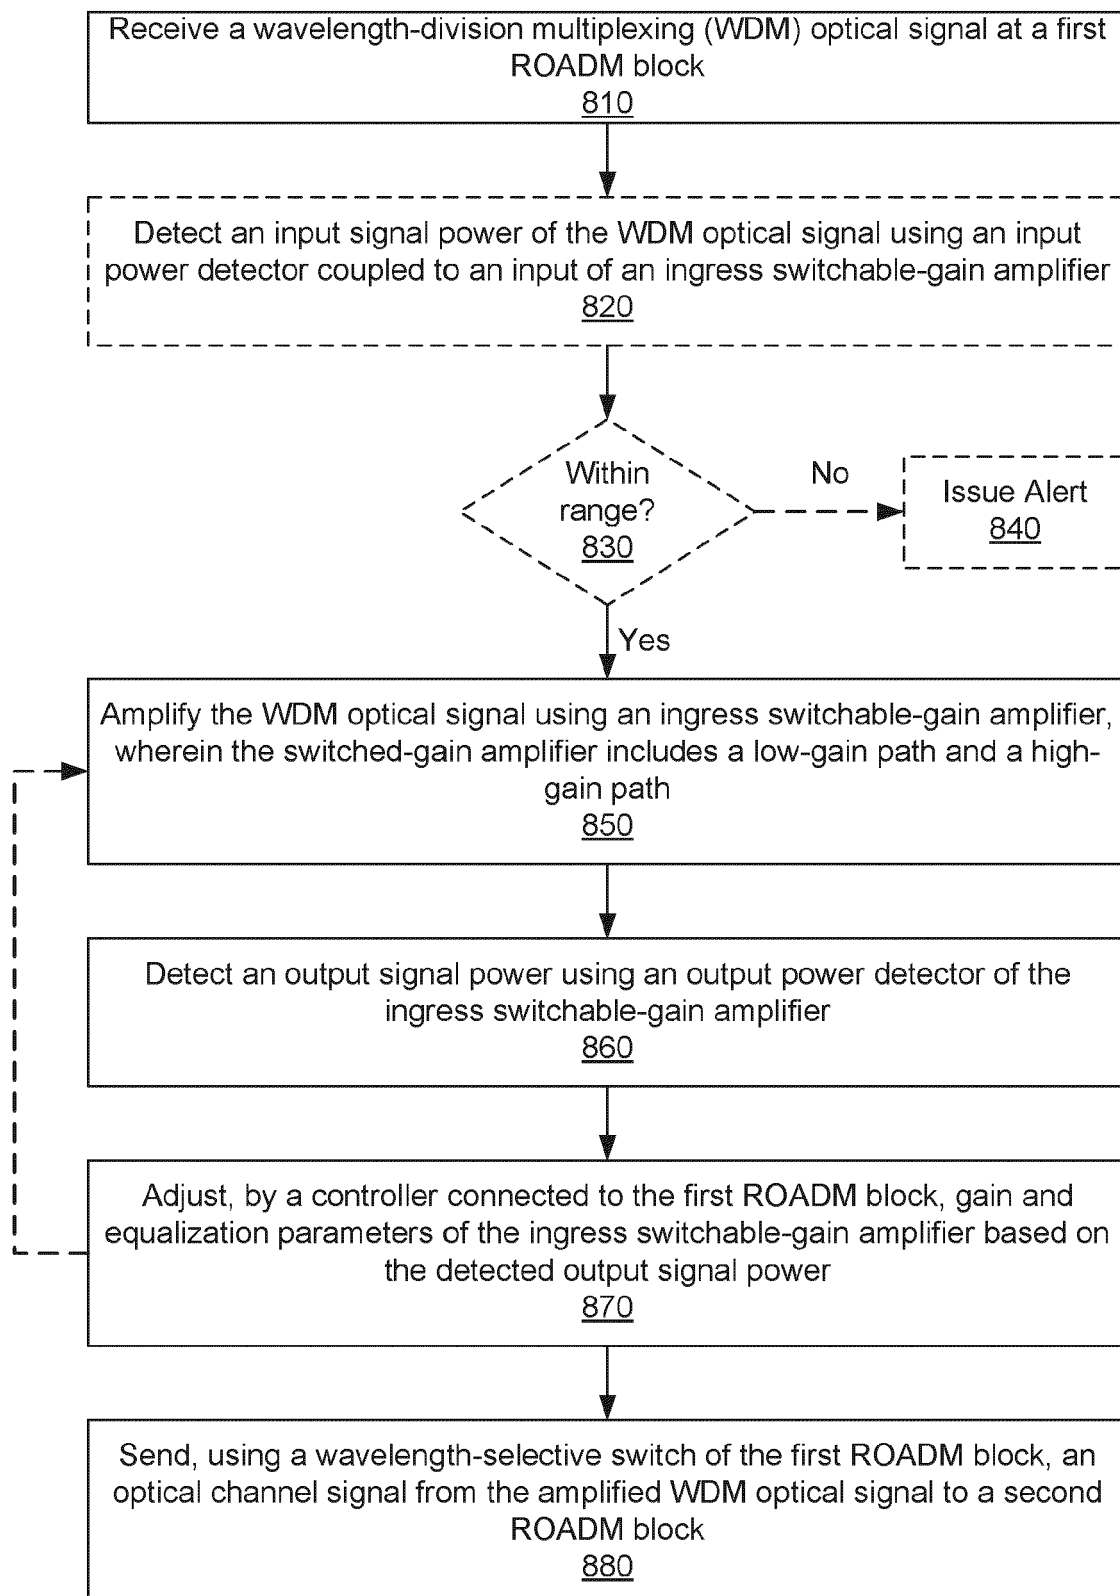 Receive a wavelength-division multiplexing (WDM) optical signal at a first
ROADM block
810
Detect an input signal power of the WDM optical signal using an input
power detector coupled to an input of an ingress switchable-gain amplifier
820
Within
range?
830
No
Issue Alert
840
Yes
Amplify the WDM optical signal using an ingress switchable-gain amplifier,
wherein the switched-gain amplifier includes a low-gain path and a high-
gain path
850
Detect an output signal power using an output power detector of the
ingress switchable-gain amplifier
860
Adjust, by a controller connected to the first ROADM block, gain and
equalization parameters of the ingress switchable-gain amplifier based on
the detected output signal power
870
Send, using a wavelength-selective switch of the first ROADM block, an
optical channel signal from the amplified WDM optical signal to a second
ROADM block
880